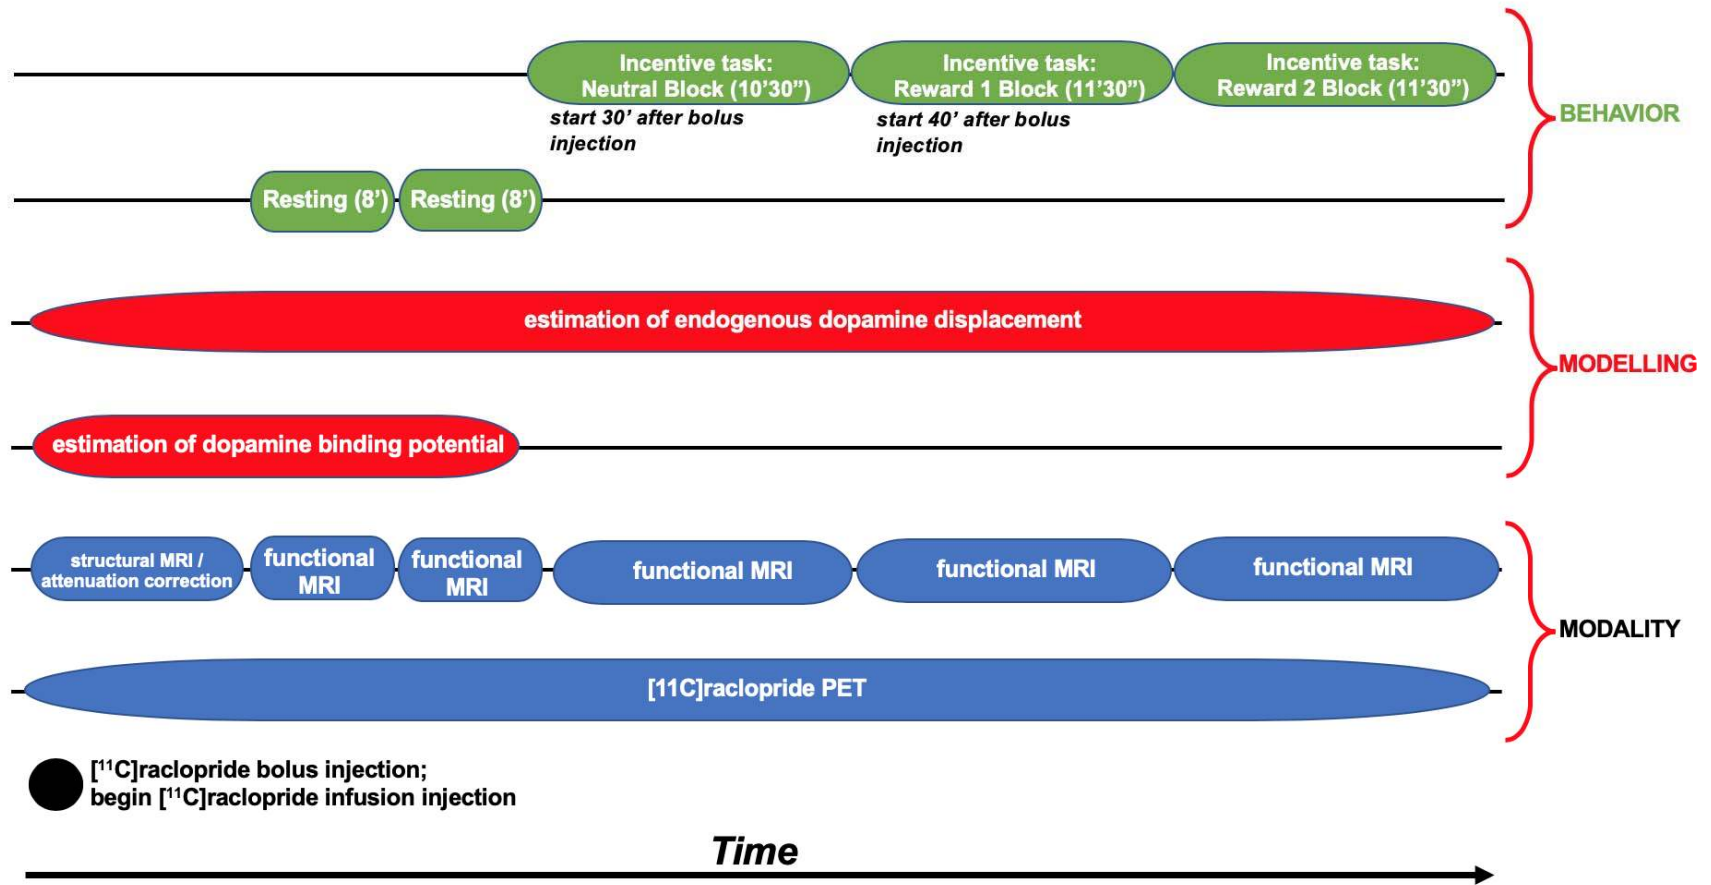 Incentive task:
Neutral Block (10’30”)
Incentive task:
Reward 1 Block (11’30”)
Incentive task:
Reward 2 Block (11’30”)
start 30’ after bolus
injection
start 40’ after bolus
injection
BEHAVIOR
Resting (8’)
Resting (8’)
estimation of endogenous dopamine displacement
MODELLING
estimation of dopamine binding potential
structural MRI /
attenuation correction
functional
MRI
functional
MRI
functional MRI
functional MRI
functional MRI
MODALITY
[11C]raclopride PET
[¹¹C]raclopride bolus injection;
begin [¹¹C]raclopride infusion injection
Time